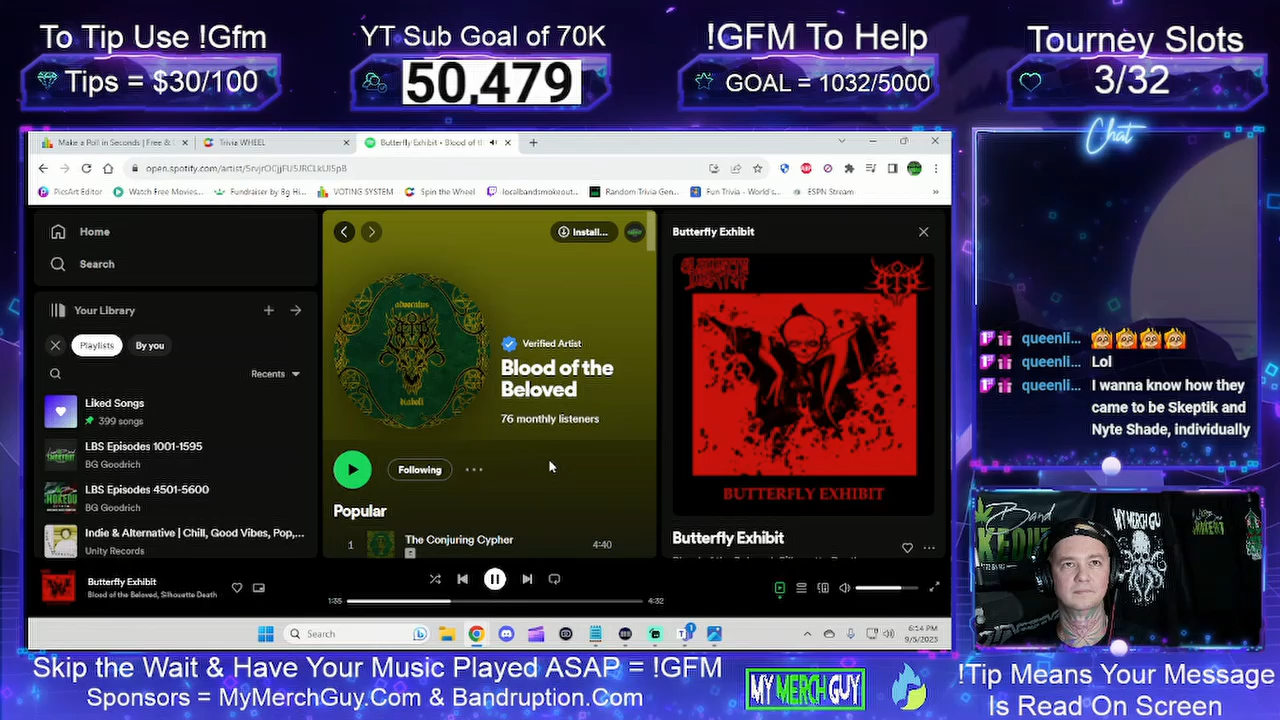 To Tip Use !Gfm
Tips = $30/100
YT Sub Goal of 70K
50,479
!GFM To Help
GOAL = 1032/5000
Tourney Slots
3/32
Make a Poll in Seconds | Free &
Trivia WHEEL
Butterfly Exhibit • Blood of th
PicsArt Editor
Watch Free Movies...
Fundraiser by Bg Hi...
VOTING SYSTEM
Spin the Wheel
localbandsmokeout...
Random Trivia Gen...
Fun Trivia - World's...
ESPN Stream
Home
Search
Your Library
Playlists
By you
Recents
Liked Songs
399 songs
LBS Episodes 1001-1595
BG Goodrich
LBS Episodes 4501-5600
BG Goodrich
Indie & Alternative | Chill, Good Vibes, Pop,...
Unity Records
Install...
advocatus
diaboli
Verified Artist
Blood of the
Beloved
76 monthly listeners
Following
Popular
1
The Conjuring Cypher
E
4:40
Butterfly Exhibit
BUTTERFLY EXHIBIT
Butterfly Exhibit
Butterfly Exhibit
Blood of the Beloved, Silhouette Death
1:35
4:32
Search
6:14 PM
9/5/2023
Chat
queenli...
queenli... Lol
queenli... I wanna know how they
came to be Skeptik and
Nyte Shade, individually
Band
MY MERCH GUY
Skip the Wait & Have Your Music Played ASAP = !GFM
Sponsors = MyMerchGuy.Com & Bandruption.Com
MY MERCH GUY
!Tip Means Your Message
Is Read On Screen